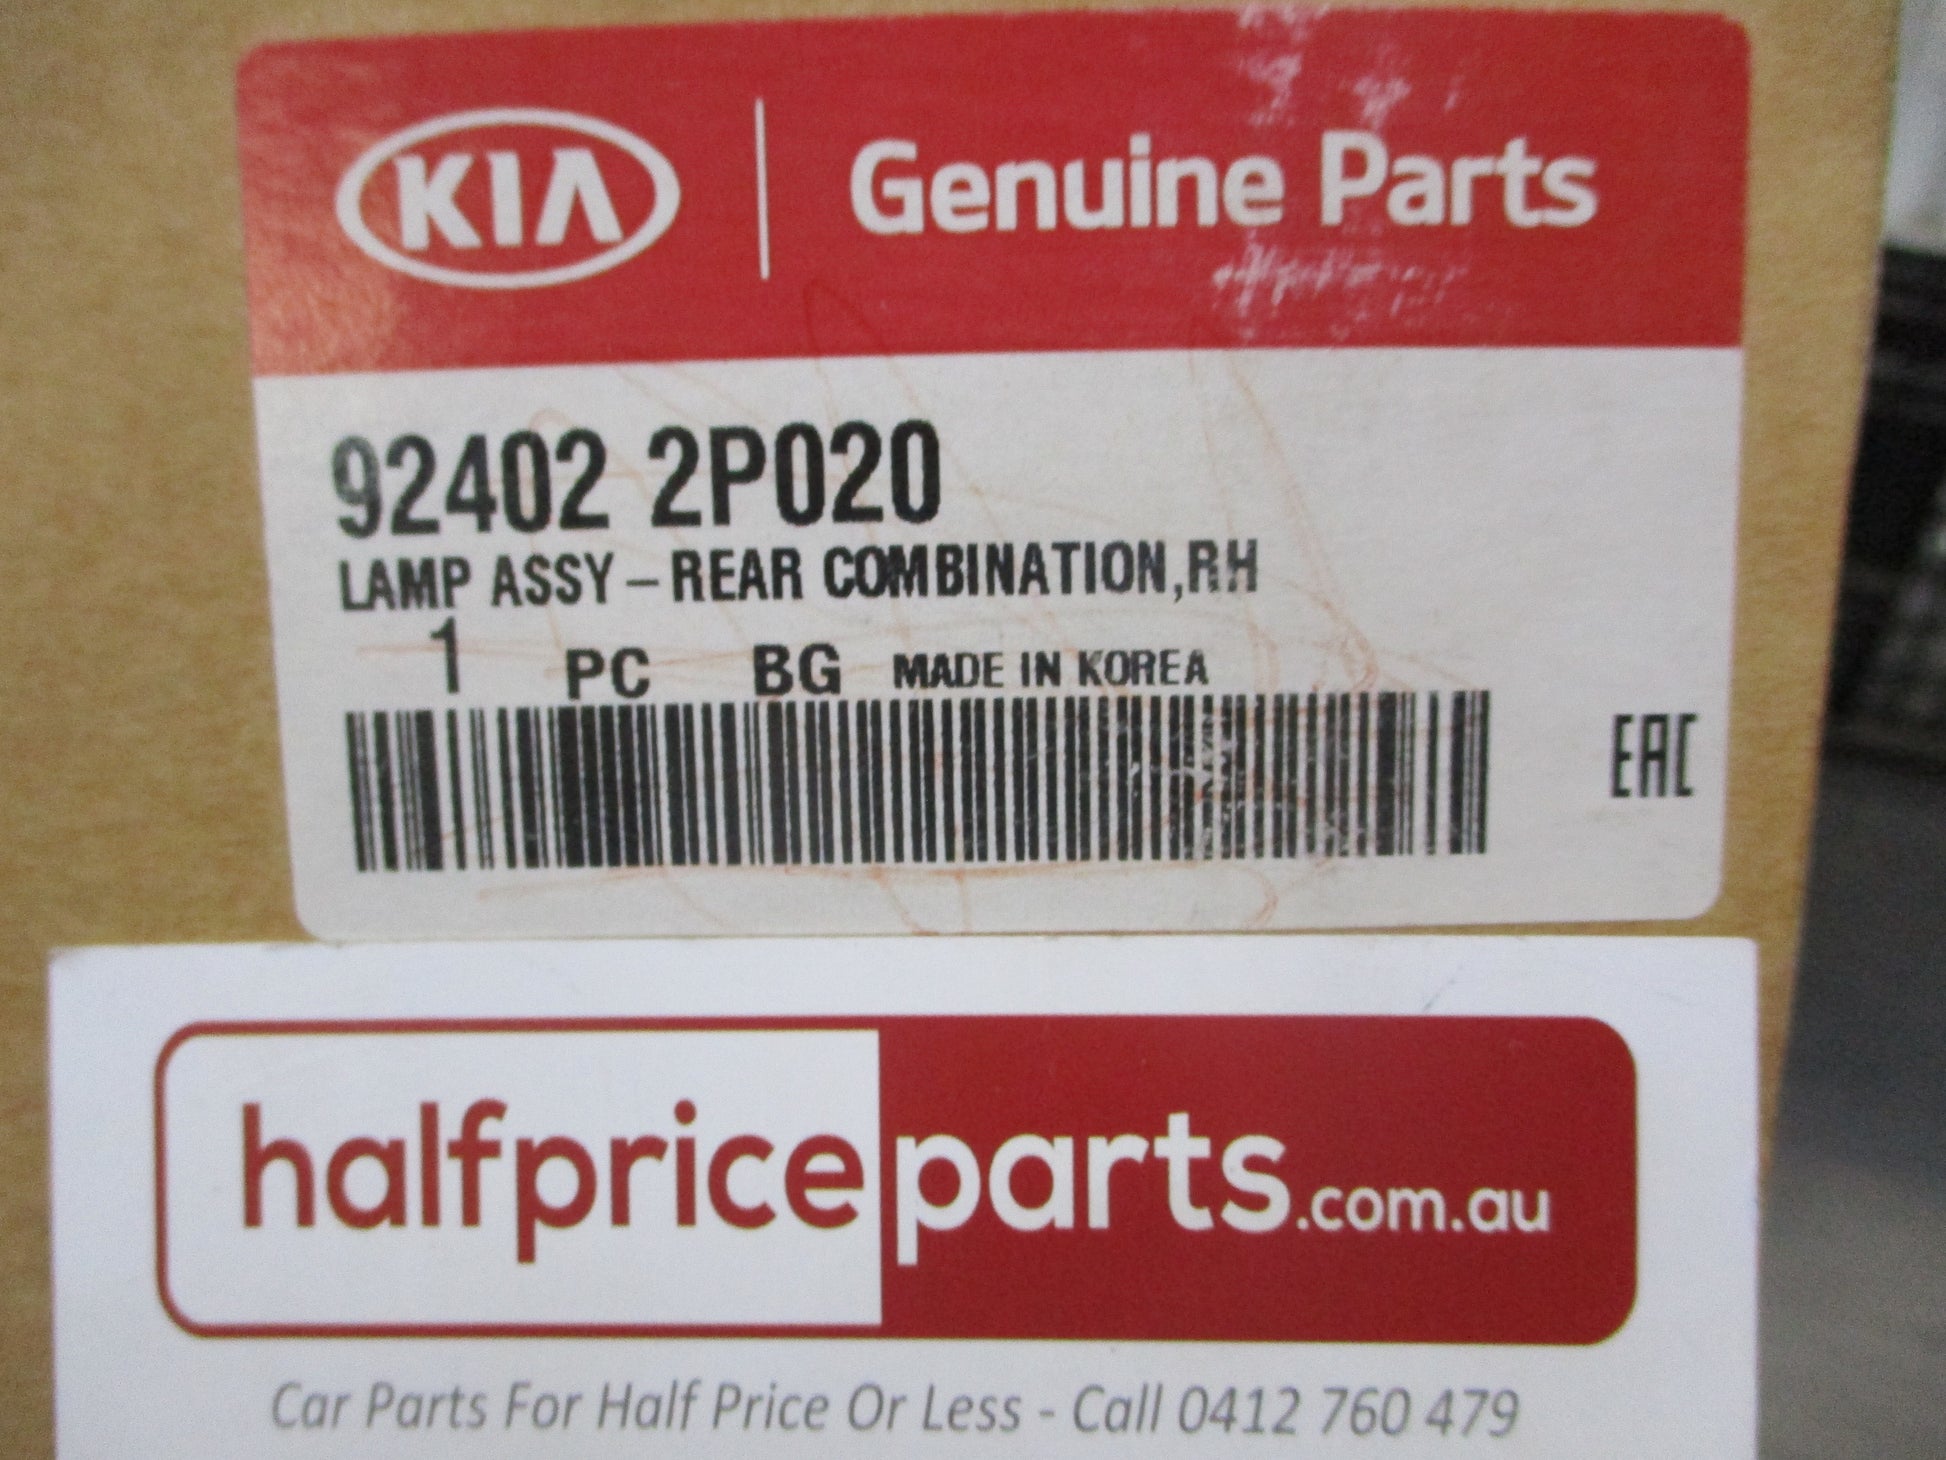 KIA Genuine Parts
92402 2P020
LAMP ASSY-REAR COMBINATION,RH
1 PC BG MADE IN KOREA
EAC
halfpriceparts.com.au
Car Parts For Half Price Or Less - Call 0412 760 479